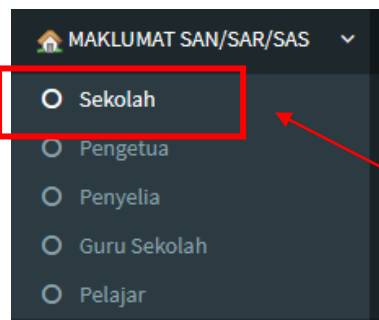 MAKLUMAT SAN/SAR/SAS
Sekolah
Pengetua
Penyelia
Guru Sekolah
Pelajar